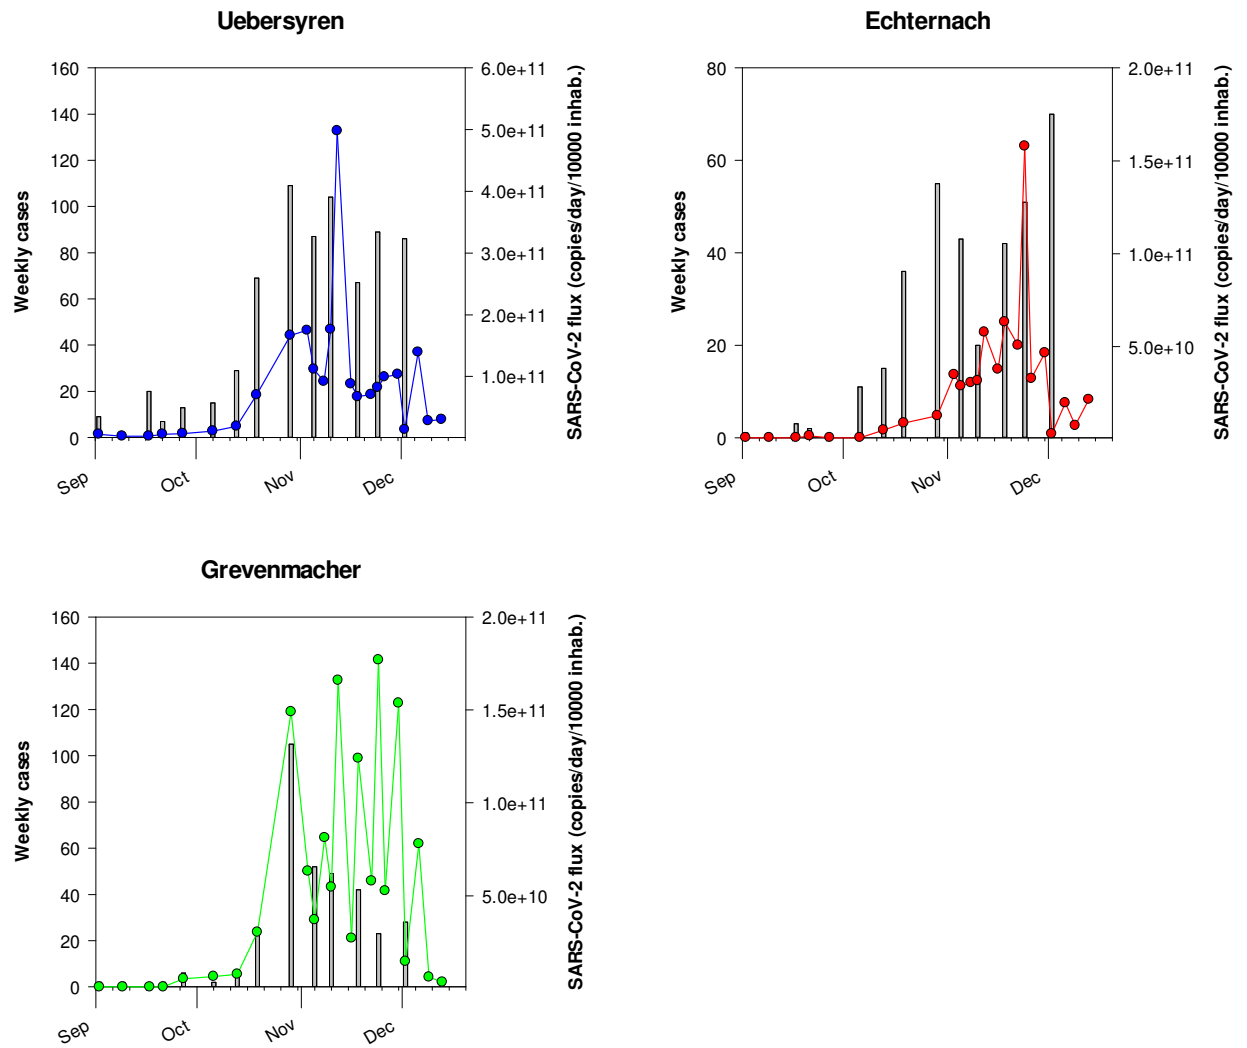 Uebersyren
160
140
120
100
80
60
40
20
0
Weekly cases
6.0e+11
5.0e+11
4.0e+11
3.0e+11
2.0e+11
1.0e+11
SARS-CoV-2 flux (copies/day/10000 inhab.)
Sep
Oct
Nov
Dec
Echternach
80
60
40
20
0
Weekly cases
2.0e+11
1.5e+11
1.0e+11
5.0e+10
SARS-CoV-2 flux (copies/day/10000 inhab.)
Sep
Oct
Nov
Dec
Grevenmacher
160
140
120
100
80
60
40
20
0
Weekly cases
2.0e+11
1.5e+11
1.0e+11
5.0e+10
SARS-CoV-2 flux (copies/day/10000 inhab.)
Sep
Oct
Nov
Dec